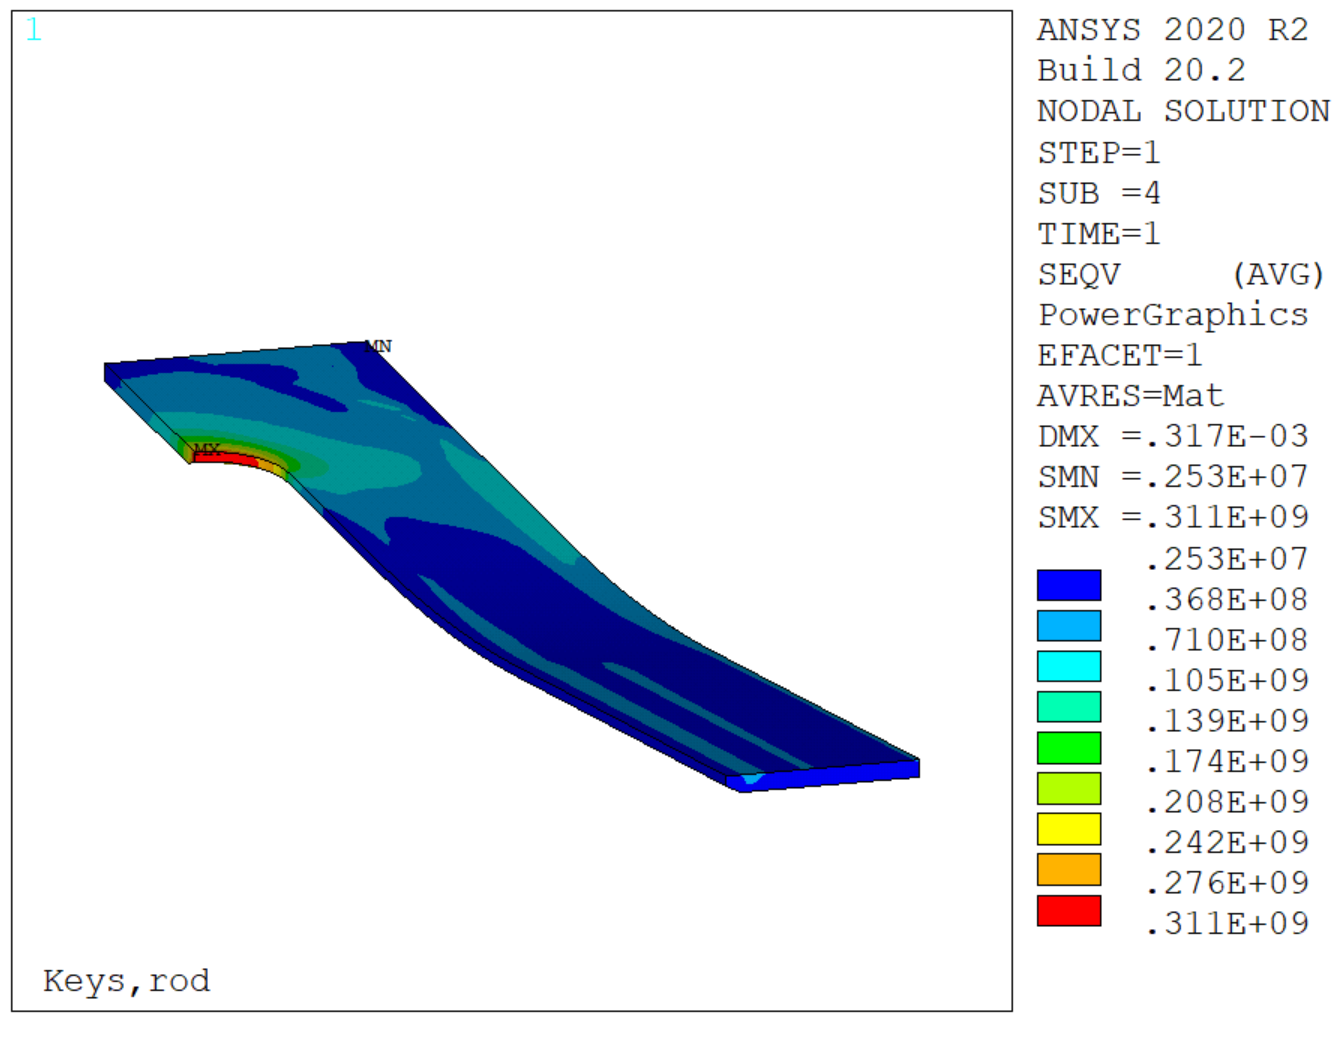 1
ANSYS 2020 R2
Build 20.2
NODAL SOLUTION
STEP=1
SUB =4
TIME=1
SEQV (AVG)
PowerGraphics
EFACET=1
AVRES=Mat
DMX =.317E-03
SMN =.253E+07
SMX =.311E+09
.253E+07
.368E+08
.710E+08
.105E+09
.139E+09
.174E+09
.208E+09
.242E+09
.276E+09
.311E+09
MN
MX
Keys,rod